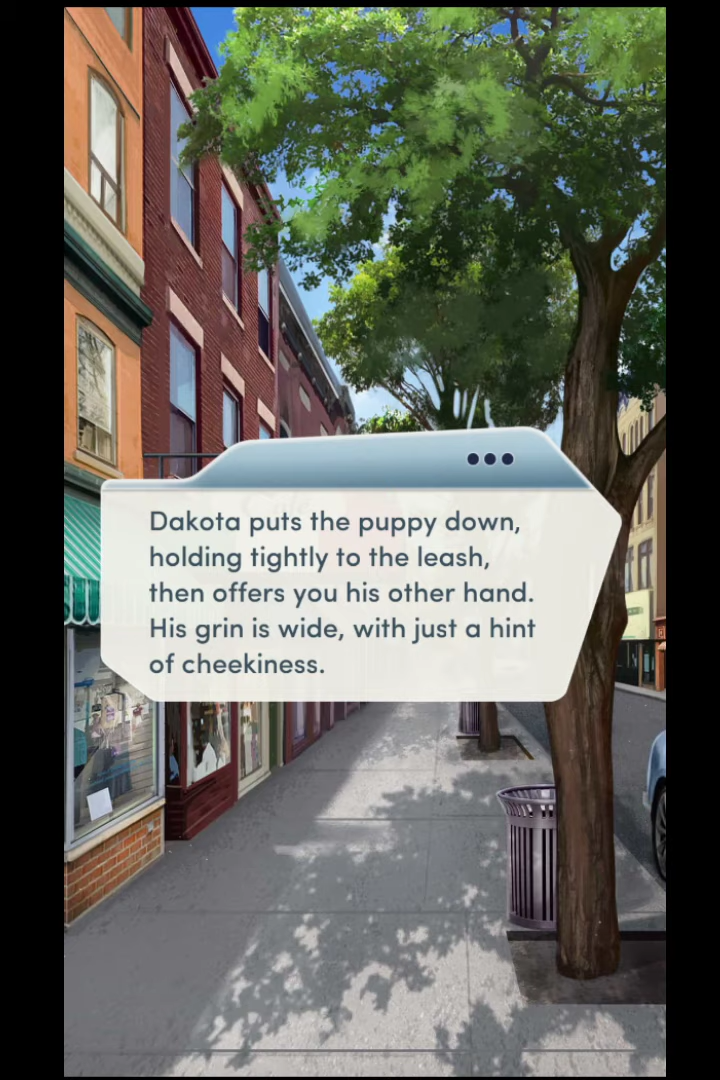 Dakota puts the puppy down,
holding tightly to the leash,
then offers you his other hand.
His grin is wide, with just a hint
of cheekiness.